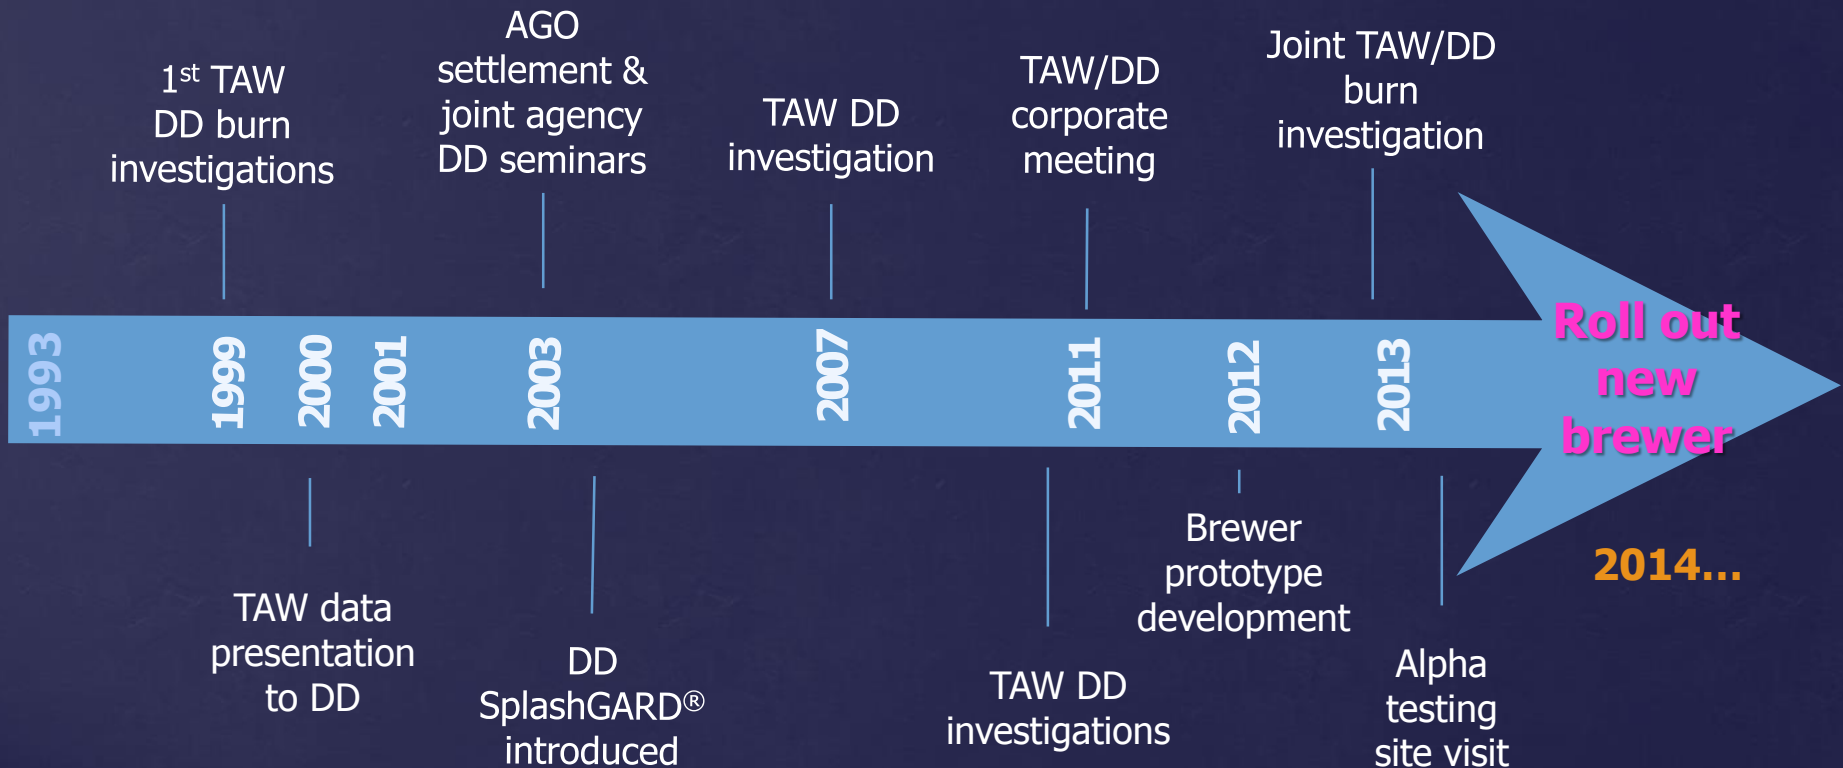 1st TAW
DD burn
investigations
AGO
settlement &
joint agency
DD seminars
TAW DD
investigation
TAW/DD
corporate
meeting
Joint TAW/DD
burn
investigation
1993
1999
2000
2001
2003
2007
2011
2012
2013
Roll out
new
brewer
2014...
TAW data
presentation
to DD
DD
SplashGARD®
introduced
TAW DD
investigations
Brewer
prototype
development
Alpha
testing
site visit